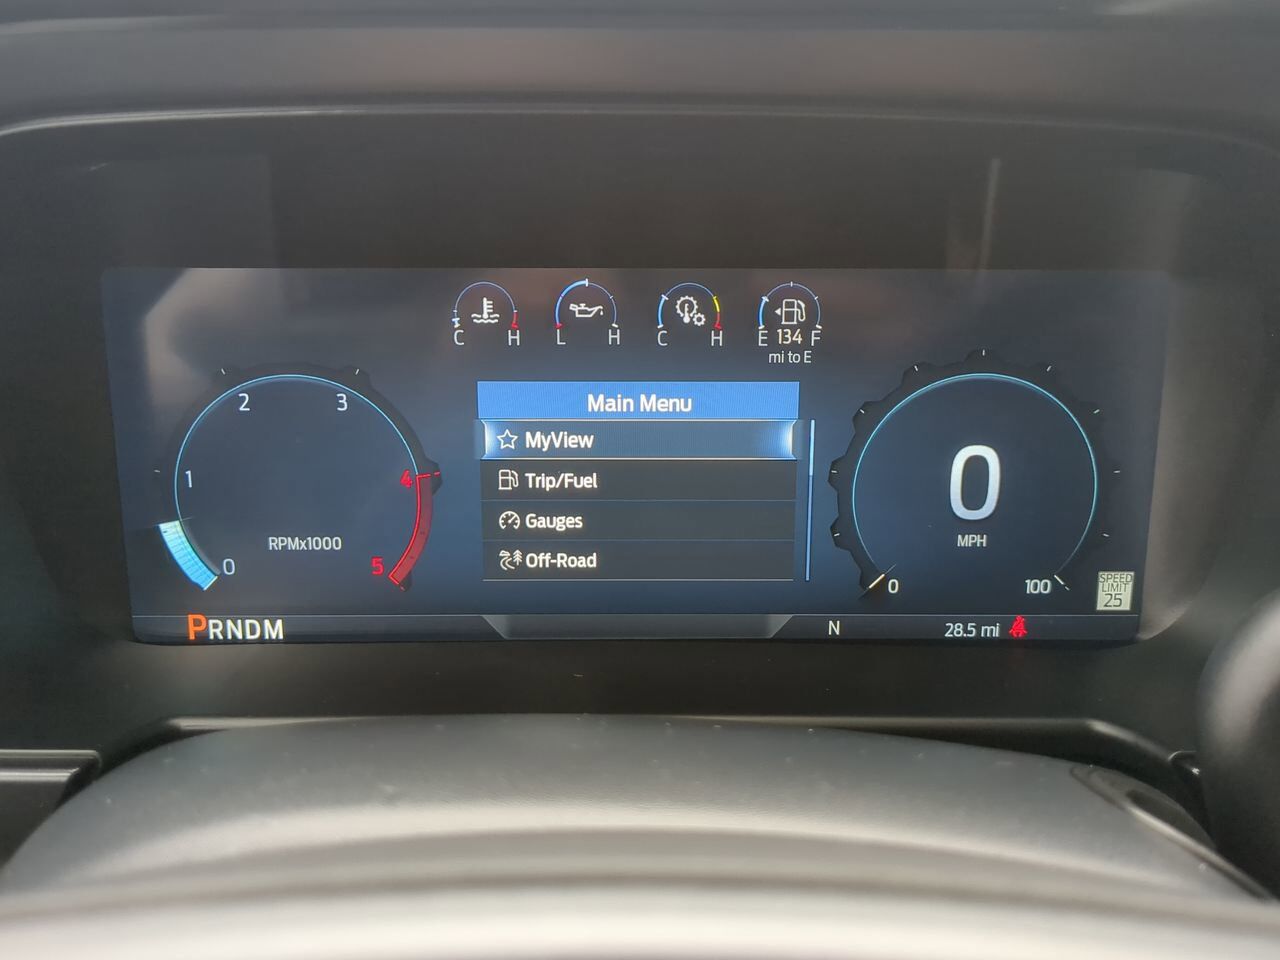 C H
L H
C H
E 134 F
mi to E
Main Menu
MyView
Trip/Fuel
Gauges
Off-Road
0
1
2
3
4
5
RPMx1000
0
MPH
0
100
SPEED
LIMIT
25
PRNDM
N
28.5 mi